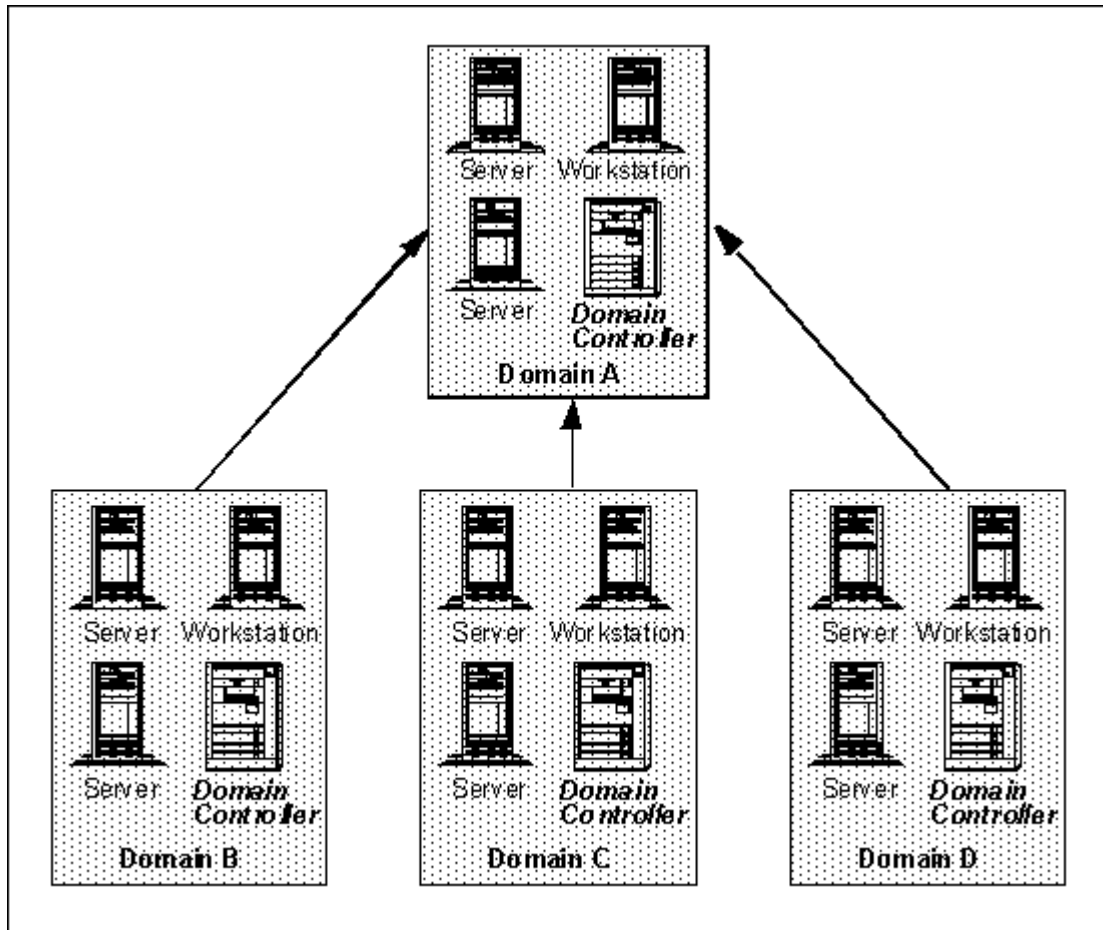 Server Workstation
Server Domain
Controller
Domain A
Server Workstation
Server Domain
Controller
Domain B
Server Workstation
Server Domain
Controller
Domain C
Server Workstation
Server Domain
Controller
Domain D